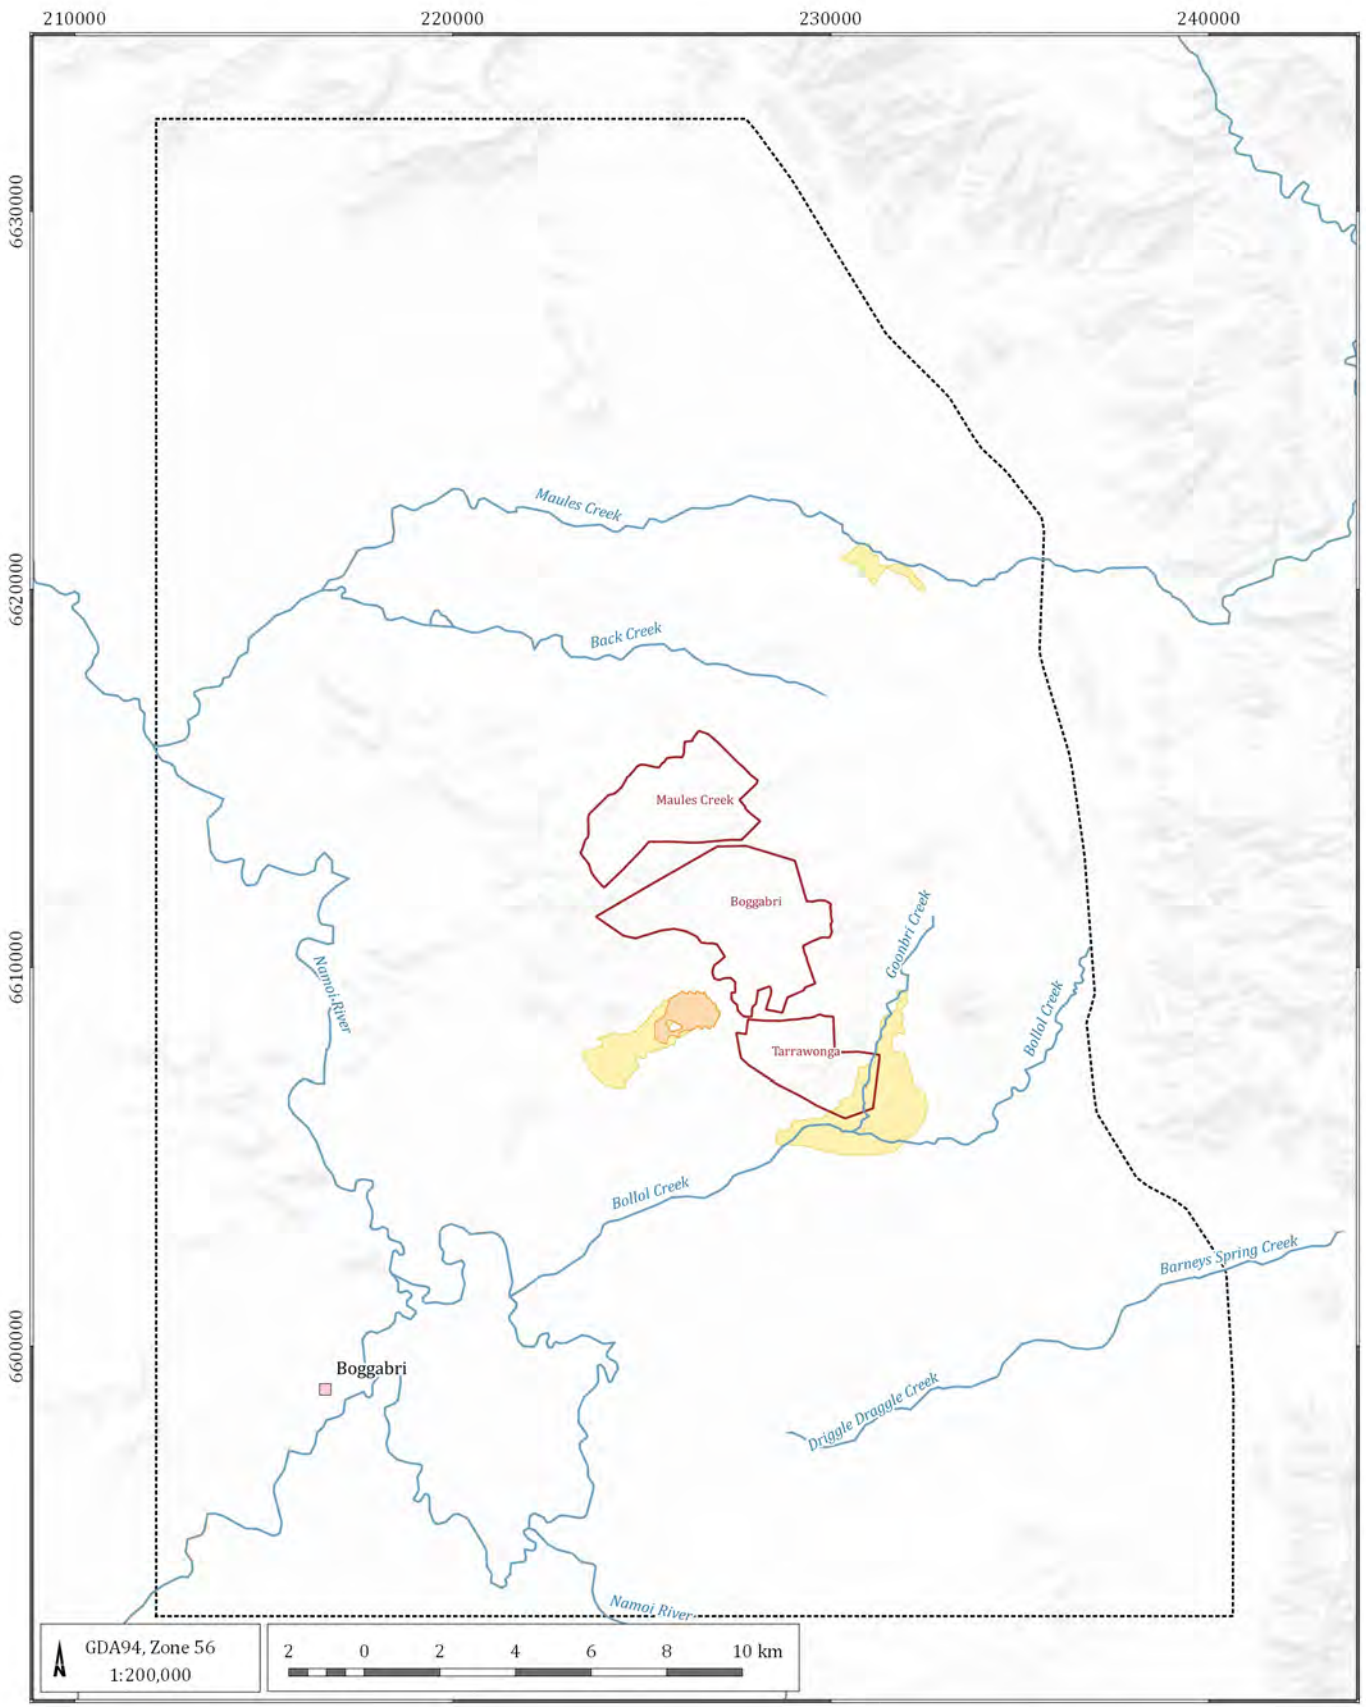 210000
220000
230000
240000
6630000
Maules Creek
6620000
Back Creek
Maules Creek
Boggabri
Goonbri Creek
6610000
Namoi River
Bollol Creek
Tarrawonga
Bollol Creek
Barneys Spring Creek
6600000
Boggabri
Driggle Draggle Creek
Namoi River
GDA94, Zone 56
1:200,000
2 0 2 4 6 8 10 km